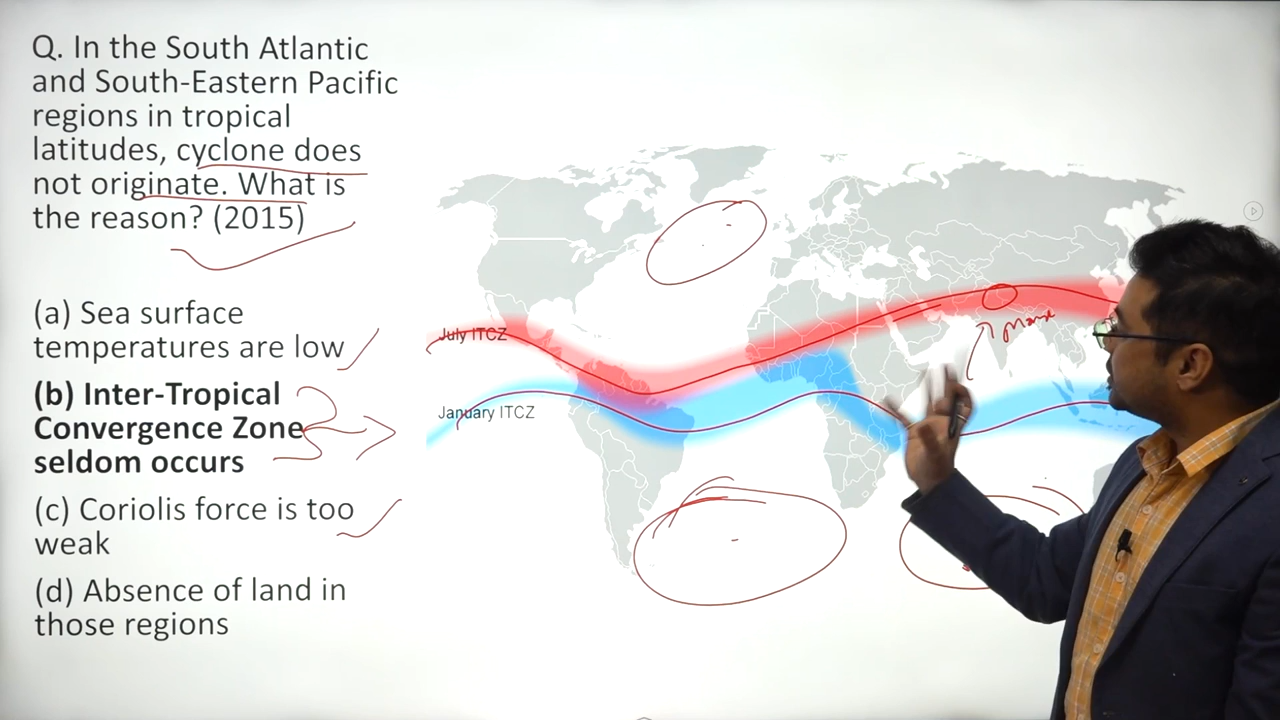 Q. In the South Atlantic
and South-Eastern Pacific
regions in tropical
latitudes, cyclone does
not originate. What is
the reason? (2015)
(a) Sea surface
temperatures are low
(b) Inter-Tropical
Convergence Zone
seldom occurs
(c) Coriolis force is too
weak
(d) Absence of land in
those regions
July ITCZ
January ITCZ